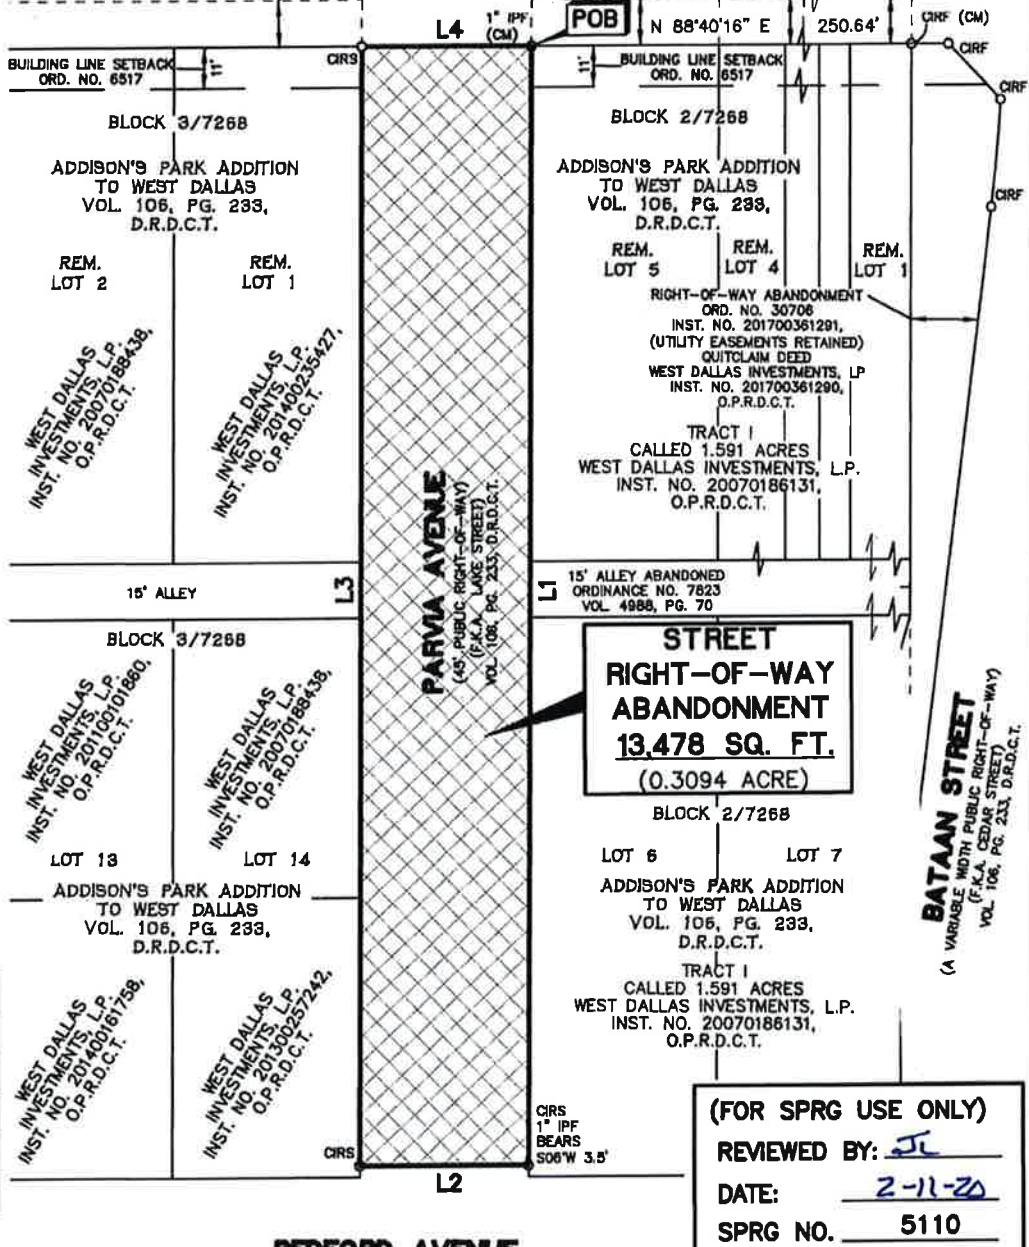 L4
1" IPF
(CM)
POB
N 88°40'16" E 250.64'
CIRF (CM)
CIRF
CIRF
CIRF
CIRS
BUILDING LINE SETBACK
ORD. NO. 6517
11'
11'
BUILDING LINE SETBACK
ORD. NO. 6517
BLOCK 3/7268
ADDISON'S PARK ADDITION
TO WEST DALLAS
VOL. 106, PG. 233,
D.R.D.C.T.
REM.
LOT 2
REM.
LOT 1
WEST DALLAS
INVESTMENTS, L.P.
INST. NO. 20070188438,
O.P.R.D.C.T.
WEST DALLAS
INVESTMENTS, L.P.
INST. NO. 201400235427,
O.P.R.D.C.T.
BLOCK 2/7268
ADDISON'S PARK ADDITION
TO WEST DALLAS
VOL. 106, PG. 233,
D.R.D.C.T.
REM.
LOT 5
REM.
LOT 4
REM.
LOT 1
RIGHT-OF-WAY ABANDONMENT
ORD. NO. 30706
INST. NO. 201700361291,
(UTILITY EASEMENTS RETAINED)
QUITCLAIM DEED
WEST DALLAS INVESTMENTS, LP
INST. NO. 201700361290,
O.P.R.D.C.T.
TRACT I
CALLED 1.591 ACRES
WEST DALLAS INVESTMENTS, L.P.
INST. NO. 20070186131,
O.P.R.D.C.T.
PARVIA AVENUE
(45' PUBLIC RIGHT-OF-WAY)
(F.K.A. LAKE STREET)
VOL. 106, PG. 233, D.R.D.C.T.
15' ALLEY
L3
L1
15' ALLEY ABANDONED
ORDINANCE NO. 7823
VOL. 4988, PG. 70
STREET
RIGHT-OF-WAY
ABANDONMENT
13,478 SQ. FT.
(0.3094 ACRE)
BLOCK 3/7268
WEST DALLAS
INVESTMENTS, L.P.
INST. NO. 201100101860,
O.P.R.D.C.T.
WEST DALLAS
INVESTMENTS, L.P.
INST. NO. 20070188438,
O.P.R.D.C.T.
LOT 13
LOT 14
ADDISON'S PARK ADDITION
TO WEST DALLAS
VOL. 106, PG. 233,
D.R.D.C.T.
WEST DALLAS
INVESTMENTS, L.P.
INST. NO. 201400161758,
O.P.R.D.C.T.
WEST DALLAS
INVESTMENTS, L.P.
INST. NO. 201300257242,
O.P.R.D.C.T.
BLOCK 2/7268
LOT 6
LOT 7
ADDISON'S PARK ADDITION
TO WEST DALLAS
VOL. 106, PG. 233,
D.R.D.C.T.
TRACT I
CALLED 1.591 ACRES
WEST DALLAS INVESTMENTS, L.P.
INST. NO. 20070186131,
O.P.R.D.C.T.
BATAAN STREET
(A VARIABLE WIDTH PUBLIC RIGHT-OF-WAY)
(F.K.A. CEDAR STREET)
VOL. 106, PG. 233, D.R.D.C.T.
CIRS
CIRS
1" IPF
BEARS
S06°W 3.5'
L2
(FOR SPRG USE ONLY)
REVIEWED BY: JL
DATE: 2-11-20
SPRG NO. 5110
AVENUE